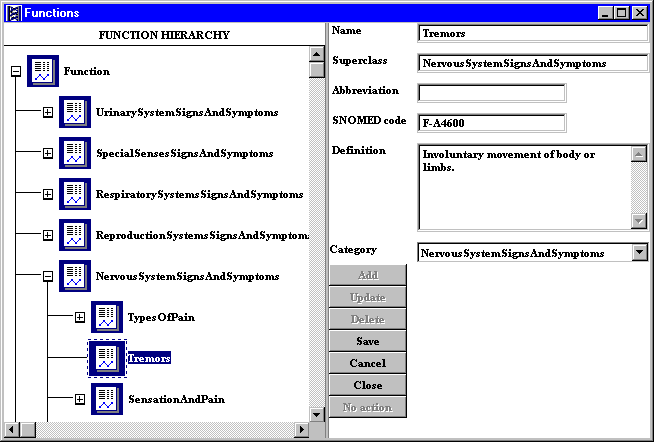 Functions
FUNCTION HIERARCHY
Function
UrinarySystemSignsAndSymptoms
SpecialSensesSignsAndSymptoms
RespiratorySystemsSignsAndSymptoms
ReproductionSystemsSignsAndSymptoms
NervousSystemSignsAndSymptoms
TypesOfPain
Tremors
SensationAndPain
Name Tremors
Superclass NervousSystemSignsAndSymptoms
Abbreviation
SNOMED code F-A4600
Definition Involuntary movement of body or
limbs.
Category NervousSystemSignsAndSymptoms
Add
Update
Delete
Save
Cancel
Close
No action